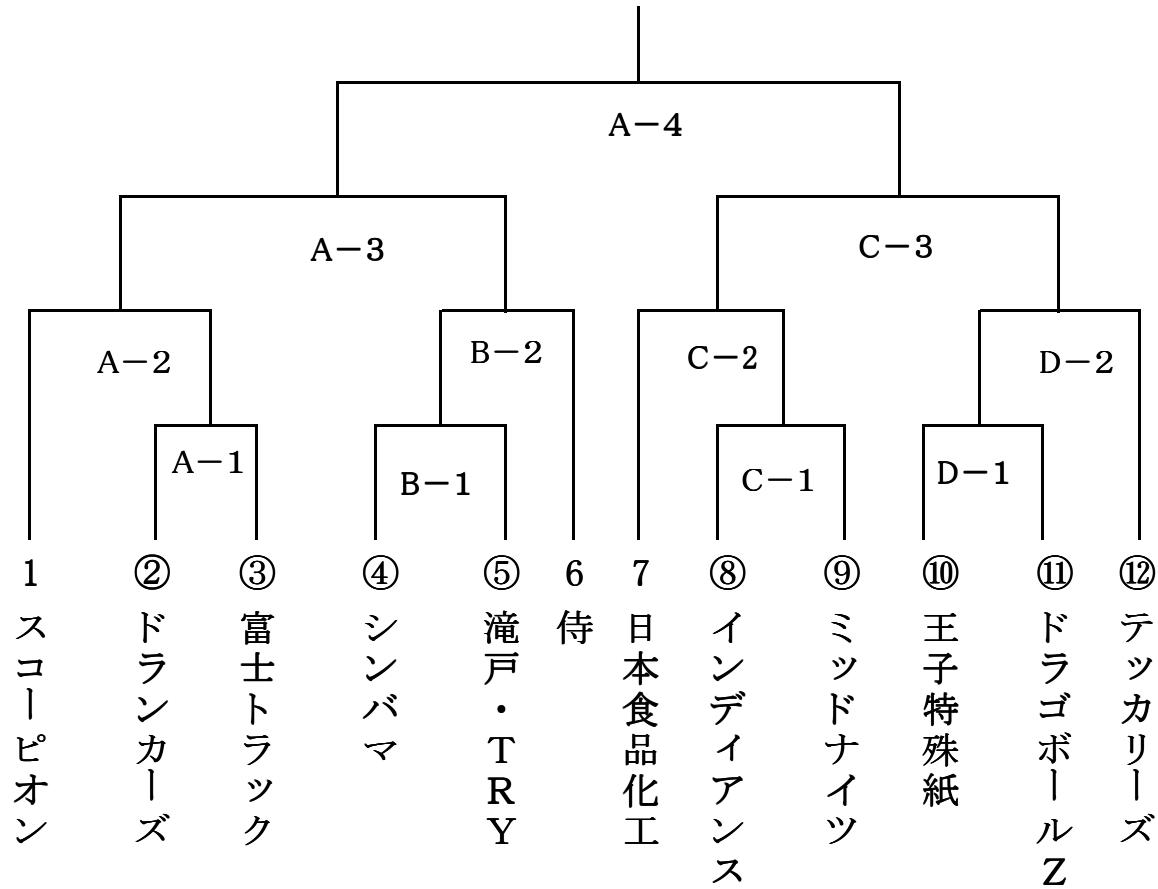 A－4
A－3
C－3
A－2
B－2
C－2
D－2
A－1
B－1
C－1
D－1
1
②
③
④
⑤
6
7
⑧
⑨
⑩
⑪
⑫
スコーピオン
ドランカーズ
富士トラック
シンバマ
滝戸・TRY
侍
日本食品化工
インディアンス
ミッドナイツ
王子特殊紙
ドラゴボールZ
テッカリーズ